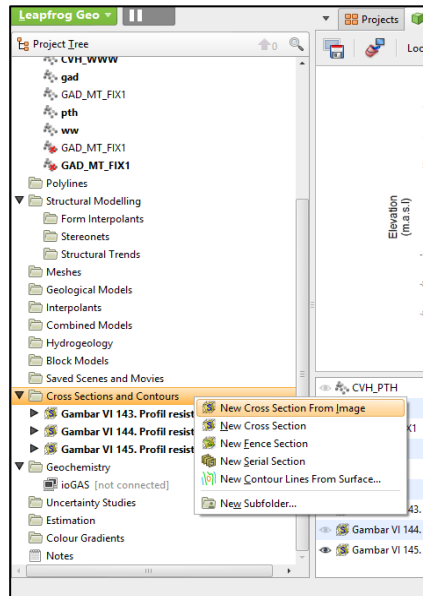 Leapfrog Geo
Projects
Project Tree
0
Loc
CVH_WWW
gad
GAD_MT_FIX1
pth
ww
GAD_MT_FIX1
GAD_MT_FIX1
Polylines
Structural Modelling
Form Interpolants
Stereonets
Structural Trends
Meshes
Geological Models
Interpolants
Combined Models
Hydrogeology
Block Models
Saved Scenes and Movies
Cross Sections and Contours
Gambar VI 143. Profil resist
Gambar VI 144. Profil resist
Gambar VI 145. Profil resist
Geochemistry
ioGAS [not connected]
Uncertainty Studies
Estimation
Colour Gradients
Notes
New Cross Section From Image
New Cross Section
New Fence Section
New Serial Section
New Contour Lines From Surface...
New Subfolder...
Elevation
(m.a.s.l)
CVH_PTH
X1
43.
Gambar VI 144.
Gambar VI 145.